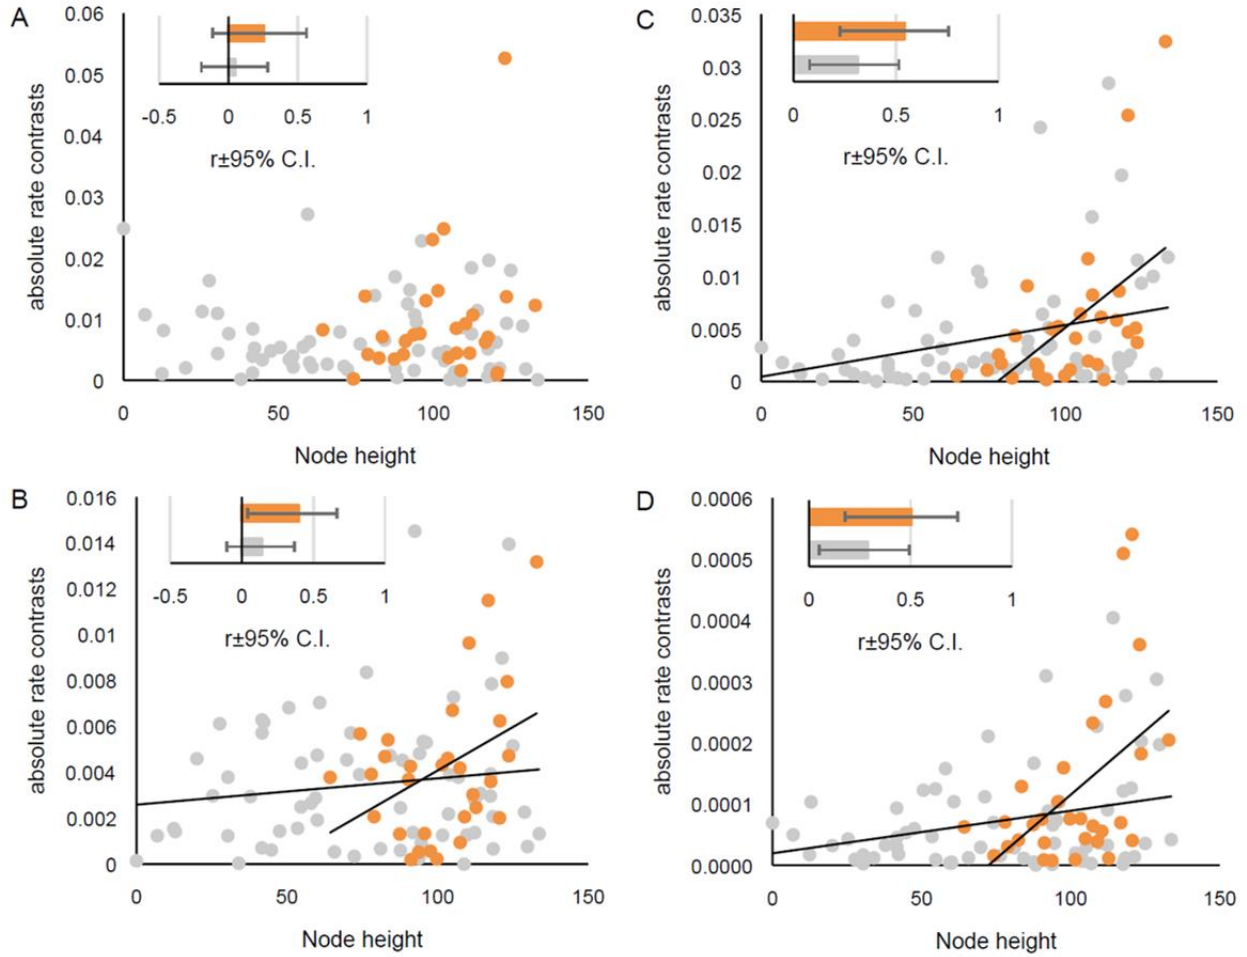 A
0.06
0.05
0.04
0.03
0.02
0.01
0
absolute rate contrasts
-0.5 0 0.5 1
r±95% C.I.
0 50 100 150
Node height
C
0.035
0.03
0.025
0.02
0.015
0.01
0.005
0
absolute rate contrasts
0 0.5 1
r±95% C.I.
0 50 100 150
Node height
B
0.016
0.014
0.012
0.01
0.008
0.006
0.004
0.002
0
absolute rate contrasts
-0.5 0 0.5 1
r±95% C.I.
0 50 100 150
Node height
D
0.0006
0.0005
0.0004
0.0003
0.0002
0.0001
0.0000
absolute rate contrasts
0 0.5 1
r±95% C.I.
0 50 100 150
Node height